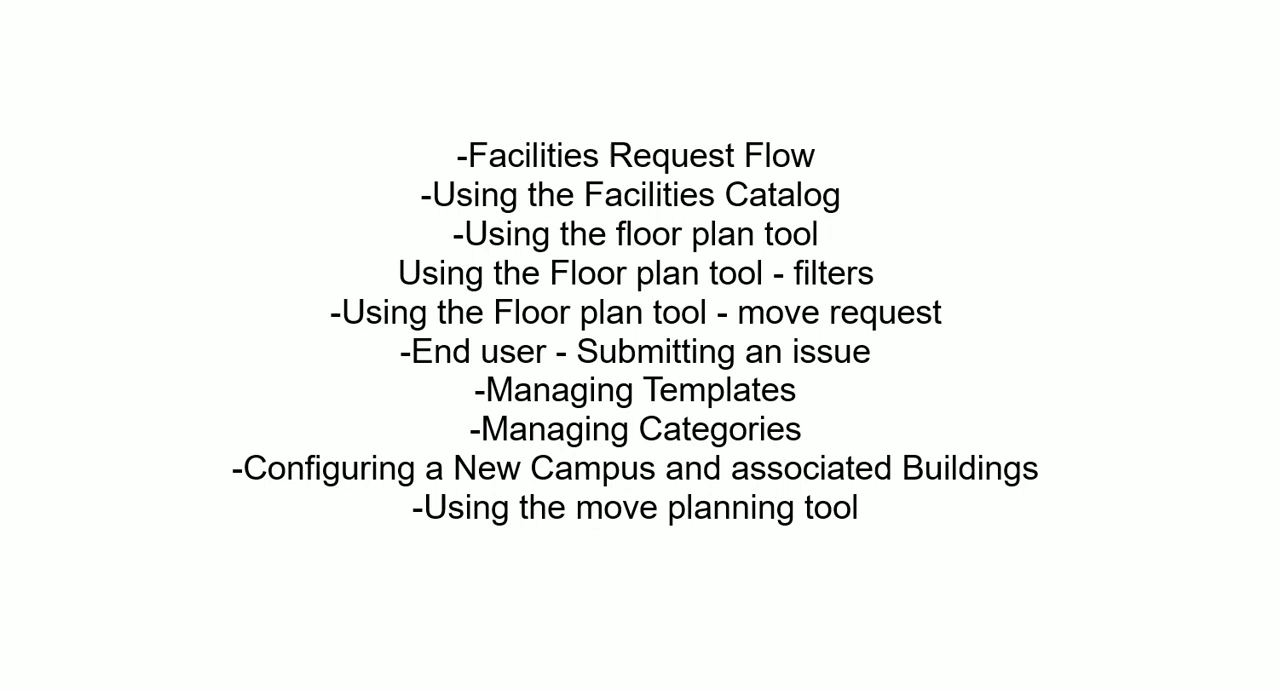 -Facilities Request Flow
-Using the Facilities Catalog
-Using the floor plan tool
Using the Floor plan tool - filters
-Using the Floor plan tool - move request
-End user - Submitting an issue
-Managing Templates
-Managing Categories
-Configuring a New Campus and associated Buildings
-Using the move planning tool